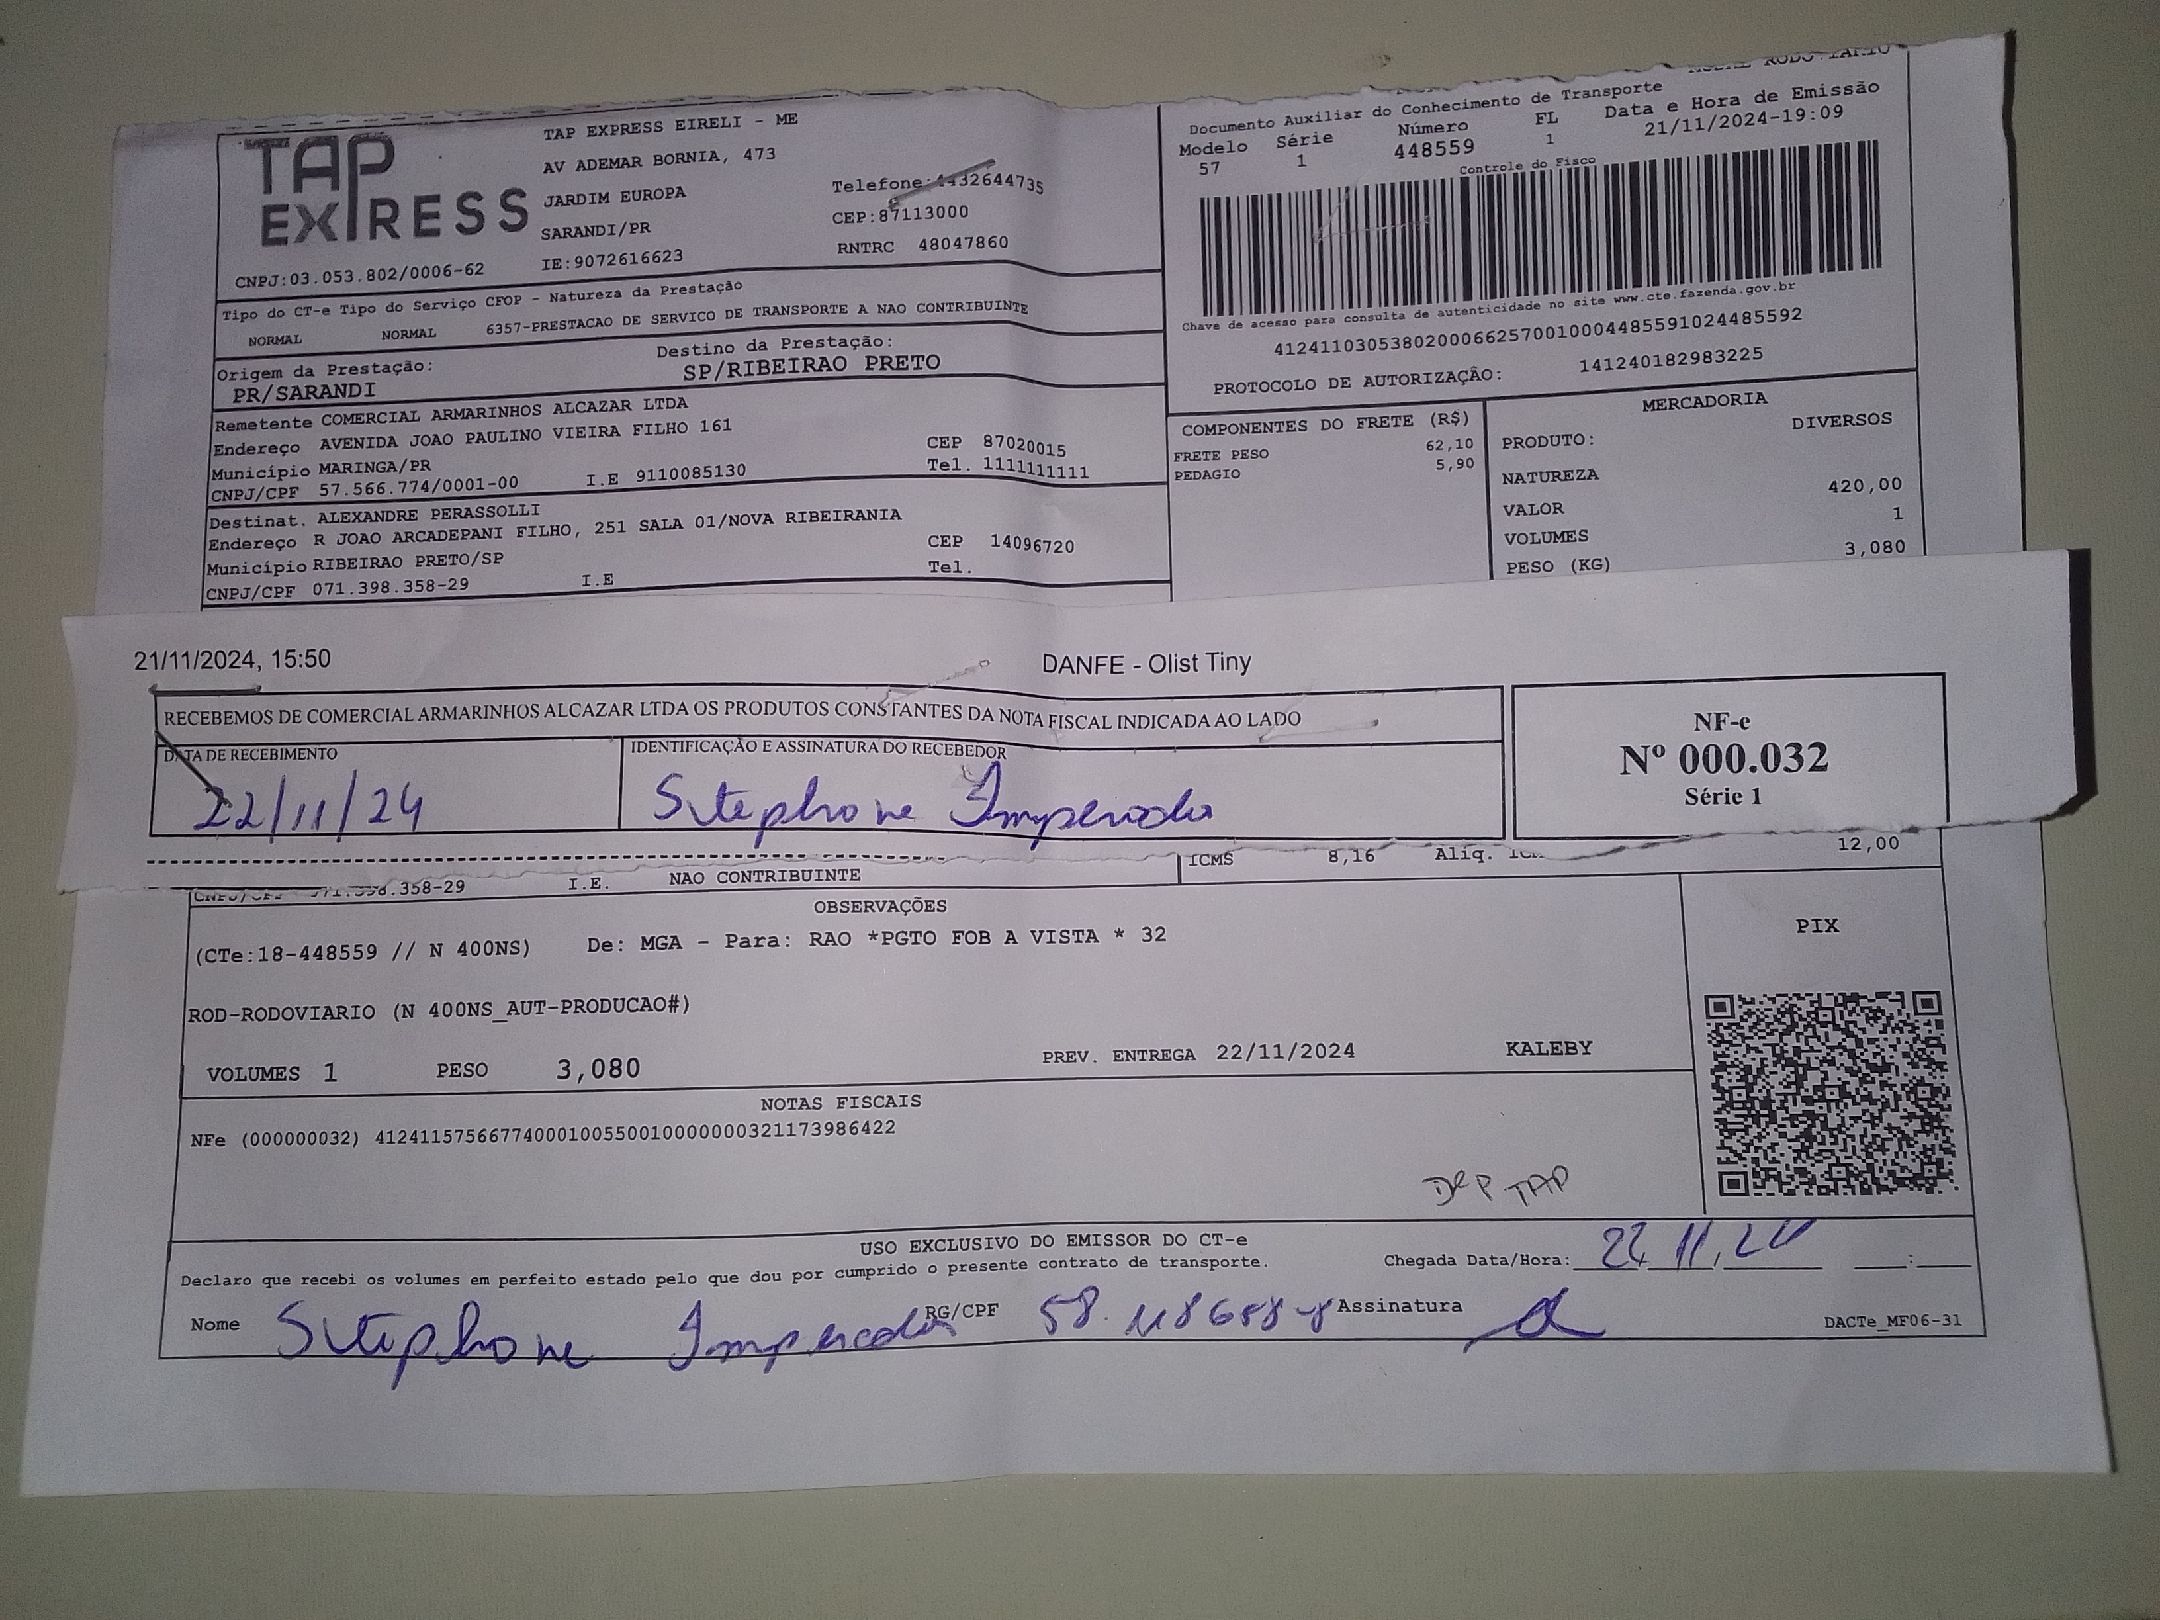 TAP EXPRESS
TAP EXPRESS EIRELI - ME
AV ADEMAR BORNIA, 473
JARDIM EUROPA
SARANDI/PR
IE:9072616623
Telefone:4432644735
CEP:87113000
RNTRC 48047860
CNPJ:03.053.802/0006-62
Documento Auxiliar do Conhecimento de Transporte
Modelo Série Número FL Data e Hora de Emissão
57 1 448559 1 21/11/2024-19:09
Controle do Fisco
Chave de acesso para consulta de autenticidade no site www.cte.fazenda.gov.br
41241103053802000662570010004485591024485592
PROTOCOLO DE AUTORIZAÇÃO: 141240182983225
Tipo do CT-e Tipo do Serviço CFOP - Natureza da Prestação
NORMAL NORMAL 6357-PRESTACAO DE SERVICO DE TRANSPORTE A NAO CONTRIBUINTE
Origem da Prestação: Destino da Prestação:
PR/SARANDI SP/RIBEIRAO PRETO
Remetente COMERCIAL ARMARINHOS ALCAZAR LTDA
Endereço AVENIDA JOAO PAULINO VIEIRA FILHO 161 CEP 87020015
Município MARINGA/PR Tel. 1111111111
CNPJ/CPF 57.566.774/0001-00 I.E 9110085130
Destinat. ALEXANDRE PERASSOLLI
Endereço R JOAO ARCADEPANI FILHO, 251 SALA 01/NOVA RIBEIRANIA
Município RIBEIRAO PRETO/SP CEP 14096720
CNPJ/CPF 071.398.358-29 I.E Tel.
COMPONENTES DO FRETE (R$)
FRETE PESO 62,10
PEDAGIO 5,90
MERCADORIA
PRODUTO: DIVERSOS
NATUREZA
VALOR 420,00
VOLUMES 1
PESO (KG) 3,080
21/11/2024, 15:50 DANFE - Olist Tiny
RECEBEMOS DE COMERCIAL ARMARINHOS ALCAZAR LTDA OS PRODUTOS CONSTANTES DA NOTA FISCAL INDICADA AO LADO
DATA DE RECEBIMENTO IDENTIFICAÇÃO E ASSINATURA DO RECEBEDOR
22/11/24
NF-e
Nº 000.032
Série 1
ICMS 8,16 Aliq. 12,00
.358-29 I.E. NAO CONTRIBUINTE
OBSERVAÇÕES
(CTe:18-448559 // N 400NS) De: MGA - Para: RAO *PGTO FOB A VISTA * 32
ROD-RODOVIARIO (N 400NS_AUT-PRODUCAO#)
VOLUMES 1 PESO 3,080 PREV. ENTREGA 22/11/2024 KALEBY
PIX
NOTAS FISCAIS
NFe (000000032) 41241157566774000100550010000000321173986422
DEP TAP
USO EXCLUSIVO DO EMISSOR DO CT-e
Declaro que recebi os volumes em perfeito estado pelo que dou por cumprido o presente contrato de transporte.
Chegada Data/Hora:
Nome RG/CPF Assinatura
DACTe_MF06-31